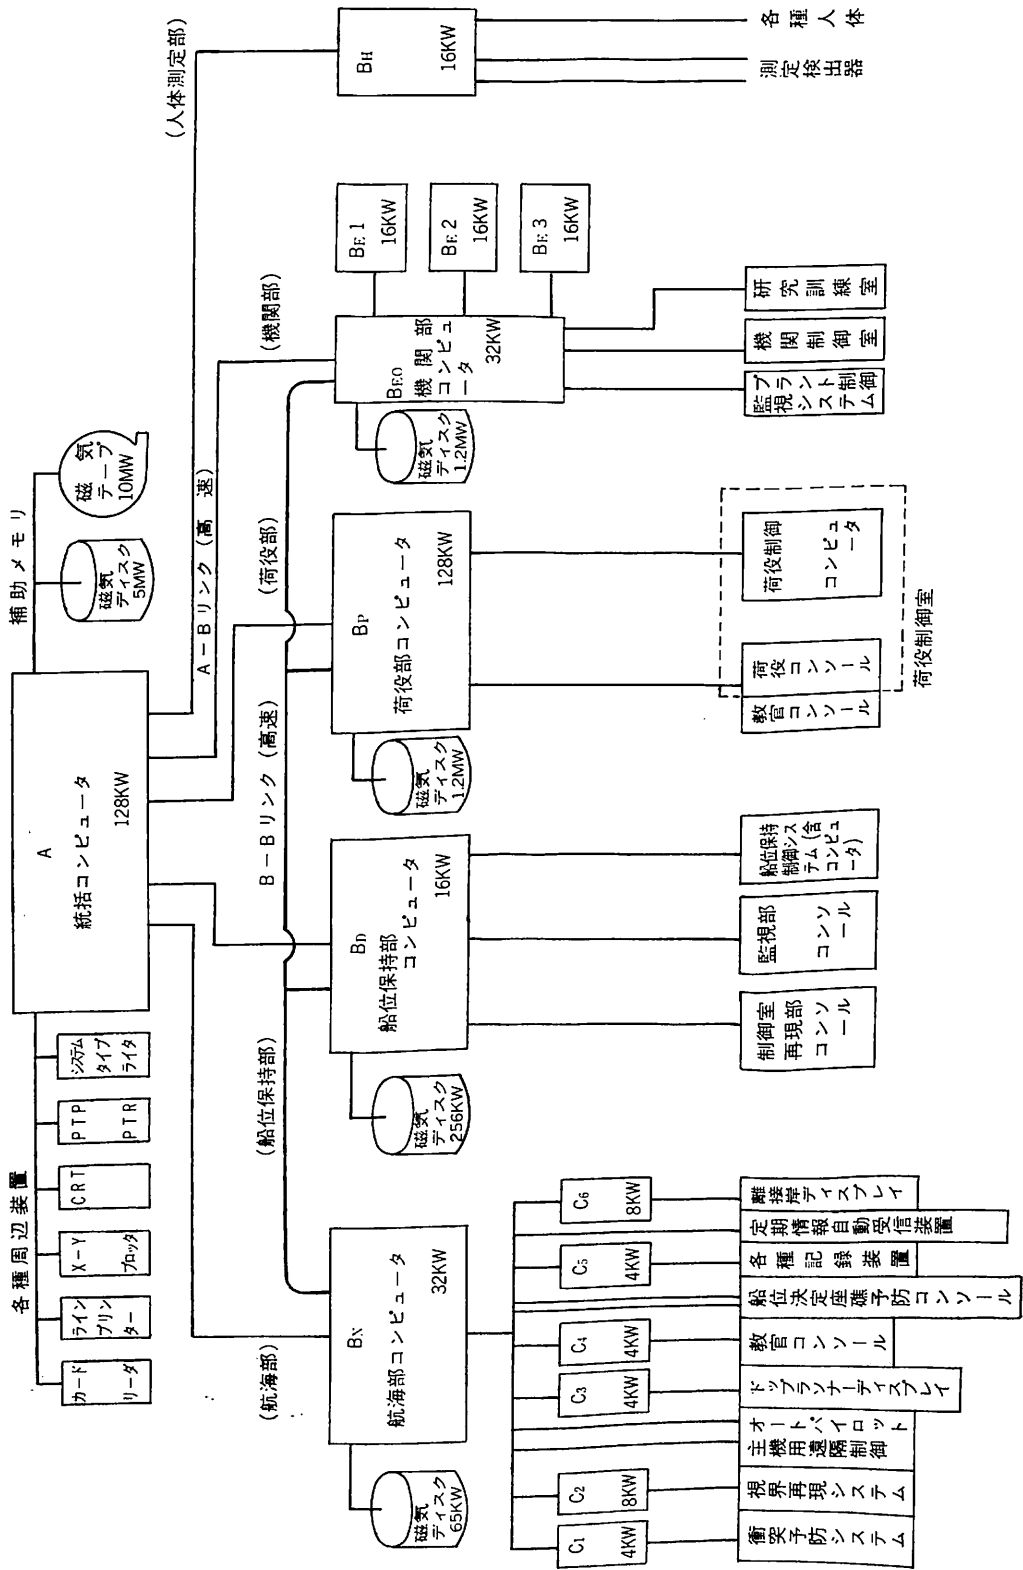 各種周辺装置
カード
リーダ
ライン
プリン
ター
X－Y
プロッタ
CRT
PTP
PTR
システム
タイプ
ライタ
A
統括コンピュータ
128KW
補助メモリ
磁気
ディスク
5MW
磁気
テープ
10MW
A－Bリンク（高速）
B－Bリンク（高速）
（航海部）
（船位保持部）
（荷役部）
（機関部）
（人体測定部）
磁気
ディスク
65KW
BN
航海部コンピュータ
32KW
磁気
ディスク
256KW
BD
船位保持部
コンピュータ
16KW
磁気
ディスク
1.2MW
BP
荷役部コンピュータ
128KW
磁気
ディスク
1.2MW
BEO
機関部
コンピュ
ータ
32KW
BE1
16KW
BE2
16KW
BE3
16KW
BH
16KW
C1
4KW
C2
8KW
C3
4KW
C4
4KW
C5
4KW
C6
8KW
衝突予防システム
視界再現システム
主機用遠隔制御
オートパイロット
ドップラソナーディスプレイ
教官コンソール
船位決定座礁予防コンソール
各種記録装置
定期情報自動受信装置
離接岸ディスプレイ
制御室
再現部
コンソ
ール
監視部
コンソ
ール
船位保持
制御シス
テム(含
コンピュ
ータ)
教官コンソール
荷役コンソール
荷役制御
コンピュ
ータ
荷役制御室
監視システム
プラント制御
機関制御室
研究訓練室
測定検出器
各種人体